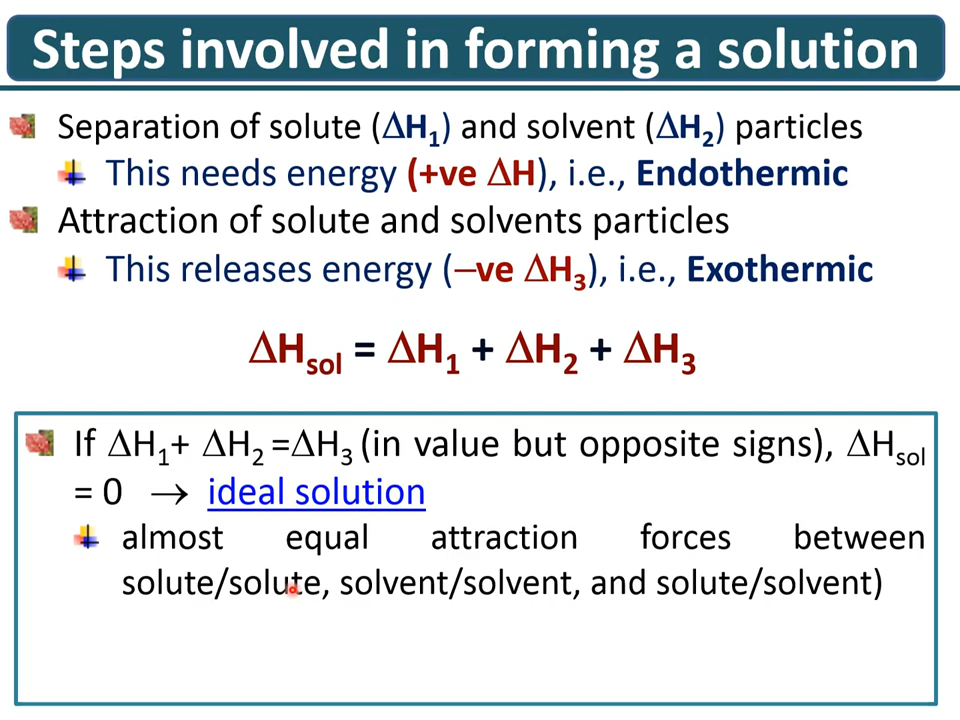 Steps involved in forming a solution
Separation of solute (ΔH₁) and solvent (ΔH₂) particles
This needs energy (+ve ΔH), i.e., Endothermic
Attraction of solute and solvents particles
This releases energy (−ve ΔH₃), i.e., Exothermic
ΔHsol = ΔH₁ + ΔH₂ + ΔH₃
If ΔH₁+ ΔH₂ =ΔH₃ (in value but opposite signs), ΔHsol
= 0 → ideal solution
almost equal attraction forces between
solute/solute, solvent/solvent, and solute/solvent)